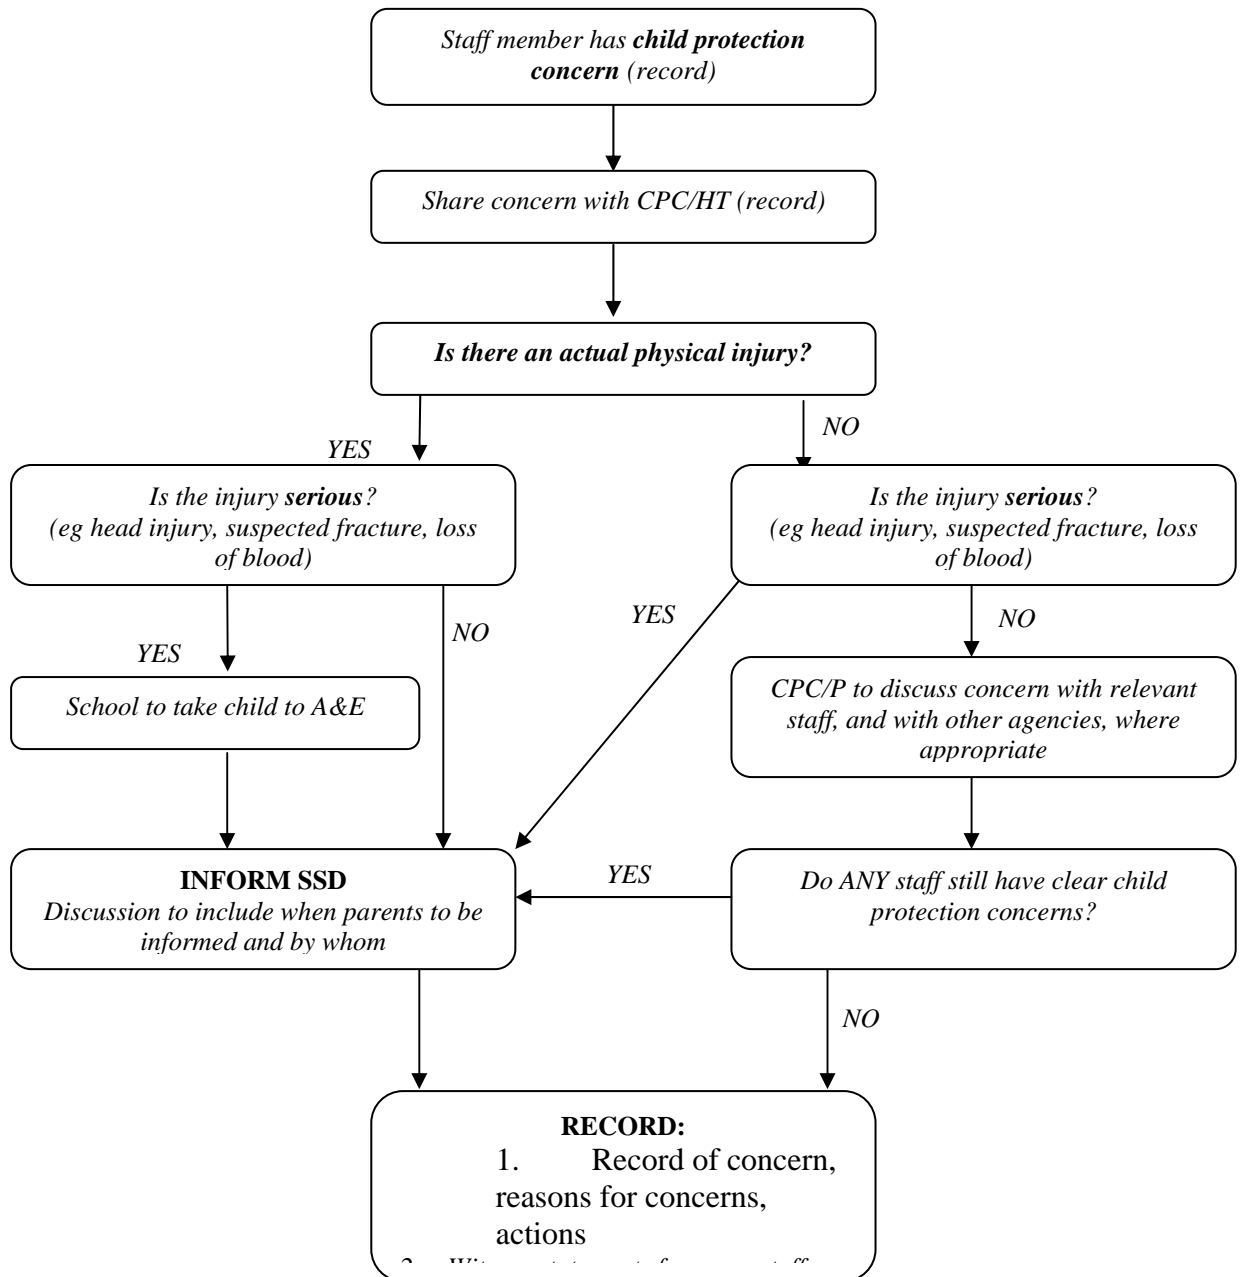 Staff member has child protection
concern (record)
Share concern with CPC/HT (record)
Is there an actual physical injury?
YES
NO
Is the injury serious?
(eg head injury, suspected fracture, loss
of blood)
Is the injury serious?
(eg head injury, suspected fracture, loss
of blood)
YES
NO
YES
NO
School to take child to A&E
CPC/P to discuss concern with relevant
staff, and with other agencies, where
appropriate
INFORM SSD
Discussion to include when parents to be
informed and by whom
YES
Do ANY staff still have clear child
protection concerns?
NO
RECORD:
1. Record of concern,
reasons for concerns,
actions